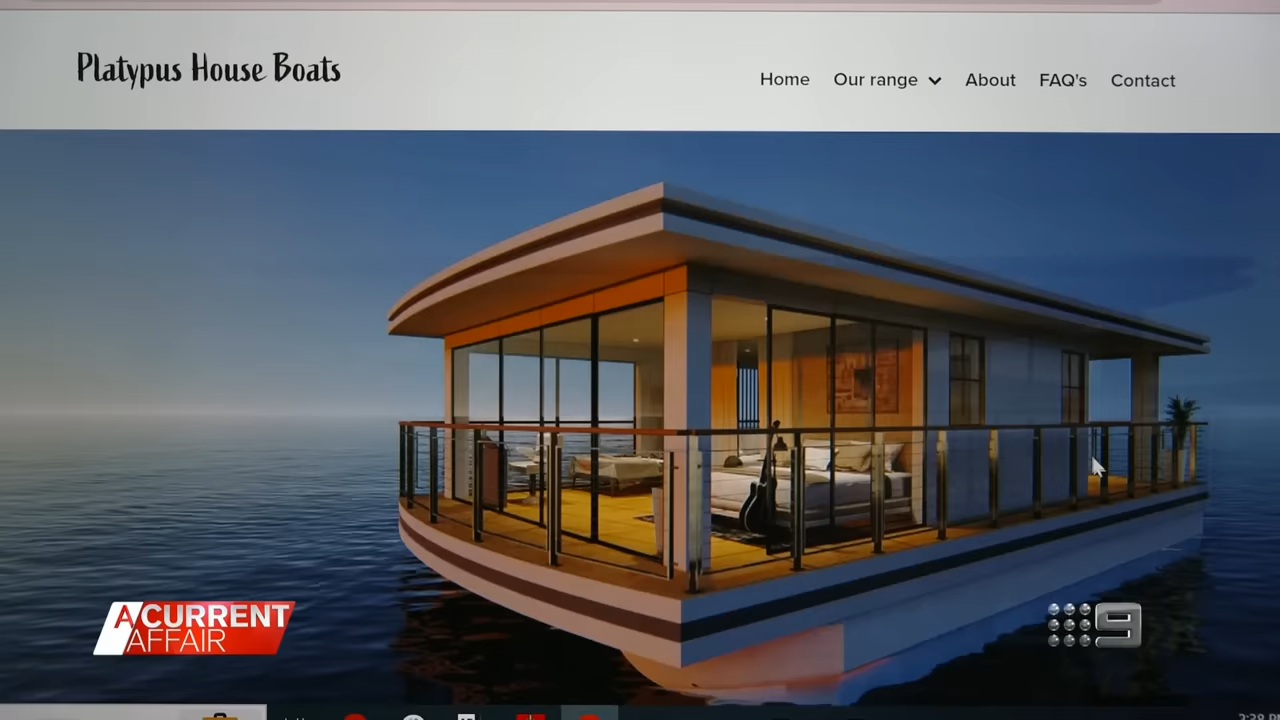 Platypus House Boats
Home
Our range
About
FAQ's
Contact
A CURRENT
AFFAIR
9